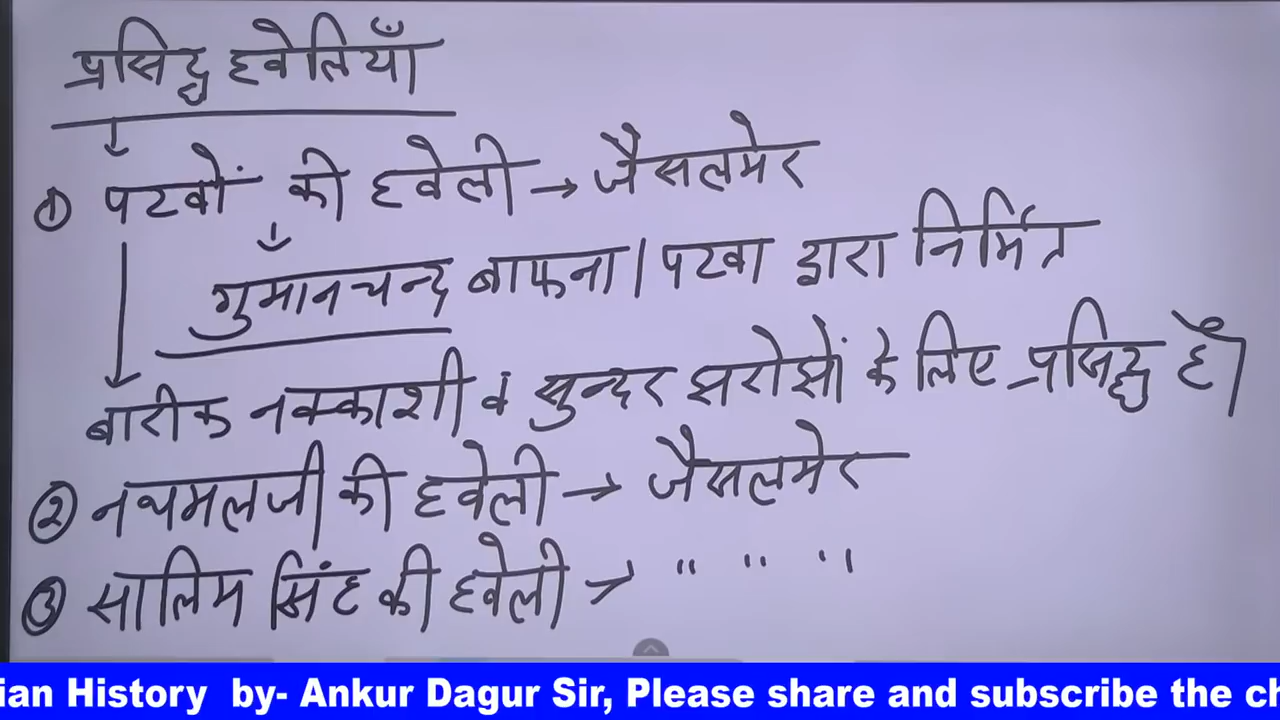 प्रसिद्ध हवेलियाँ
① पटवों की हवेली → जैसलमेर
गुमानचन्द बाफना / पटवा द्वारा निर्मित
बारीक नक्काशी व सुन्दर झरोखों के लिए प्रसिद्ध है।
② नथमलजी की हवेली → जैसलमेर
③ सालिम सिंह की हवेली → " " "
ian History by- Ankur Dagur Sir, Please share and subscribe the ch